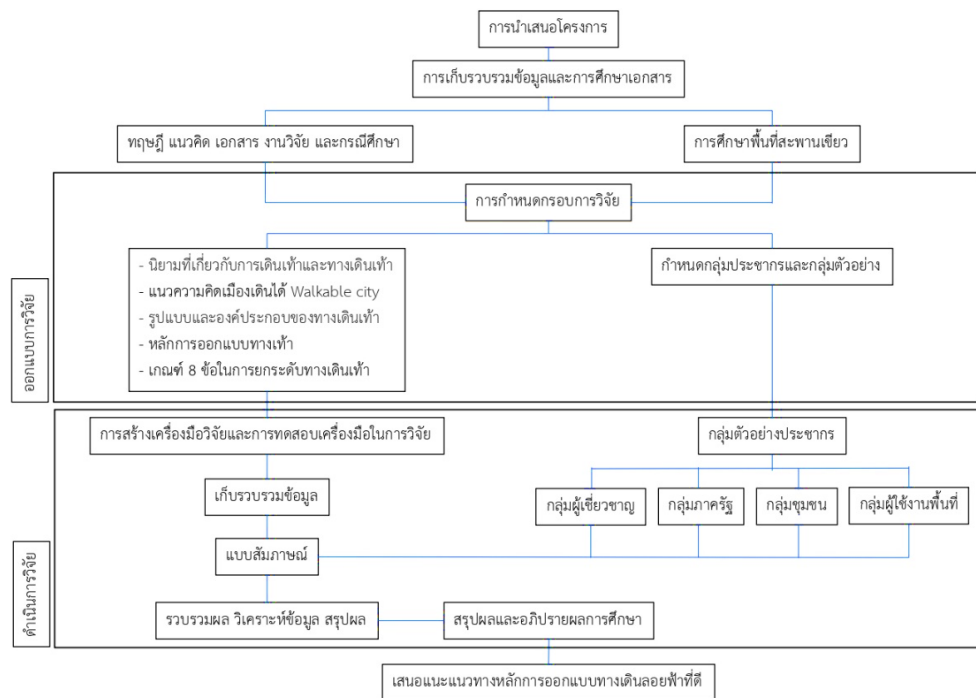 การนำเสนอโครงการ
การเก็บรวบรวมข้อมูลและการศึกษาเอกสาร
ทฤษฎี แนวคิด เอกสาร งานวิจัย และกรณีศึกษา
การศึกษาพื้นที่สะพานเขียว
ออกแบบการวิจัย
การกำหนดกรอบการวิจัย
- นิยามที่เกี่ยวกับการเดินเท้าและทางเดินเท้า
- แนวความคิดเมืองเดินได้ Walkable city
- รูปแบบและองค์ประกอบของทางเดินเท้า
- หลักการออกแบบทางเท้า
- เกณฑ์ 8 ข้อในการยกระดับทางเดินเท้า
กำหนดกลุ่มประชากรและกลุ่มตัวอย่าง
ดำเนินการวิจัย
การสร้างเครื่องมือวิจัยและการทดสอบเครื่องมือในการวิจัย
กลุ่มตัวอย่างประชากร
เก็บรวบรวมข้อมูล
กลุ่มผู้เชี่ยวชาญ
กลุ่มภาครัฐ
กลุ่มชุมชน
กลุ่มผู้ใช้งานพื้นที่
แบบสัมภาษณ์
รวบรวมผล วิเคราะห์ข้อมูล สรุปผล
สรุปผลและอภิปรายผลการศึกษา
เสนอแนะแนวทางหลักการออกแบบทางเดินลอยฟ้าที่ดี